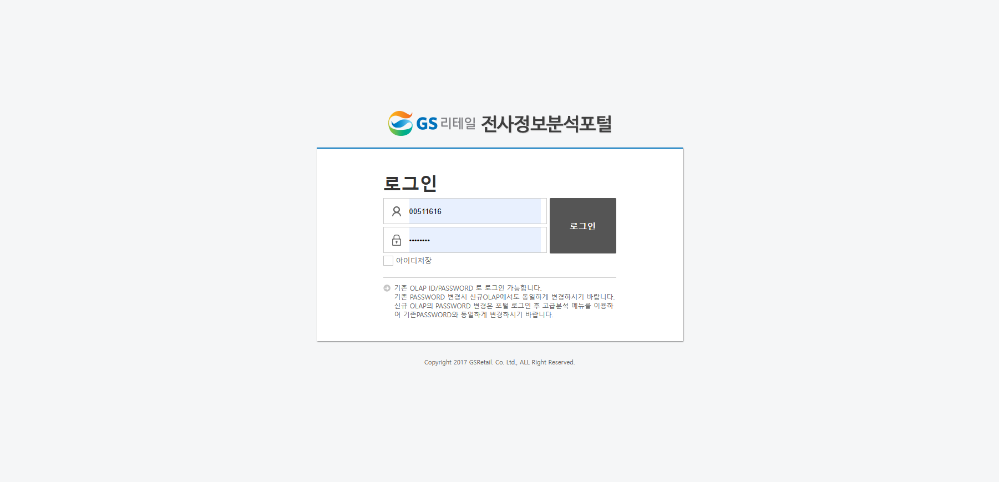 GS 리테일 전사정보분석포털
로그인
00511616
로그인
••••••••
아이디저장
기존 OLAP ID/PASSWORD 로 로그인 가능합니다.
기존 PASSWORD 변경시 신규OLAP에서도 동일하게 변경하시기 바랍니다.
신규 OLAP의 PASSWORD 변경은 포털 로그인 후 고급분석 메뉴를 이용하
여 기존PASSWORD와 동일하게 변경하시기 바랍니다.
Copyright 2017 GSRetail. Co. Ltd., ALL Right Reserved.